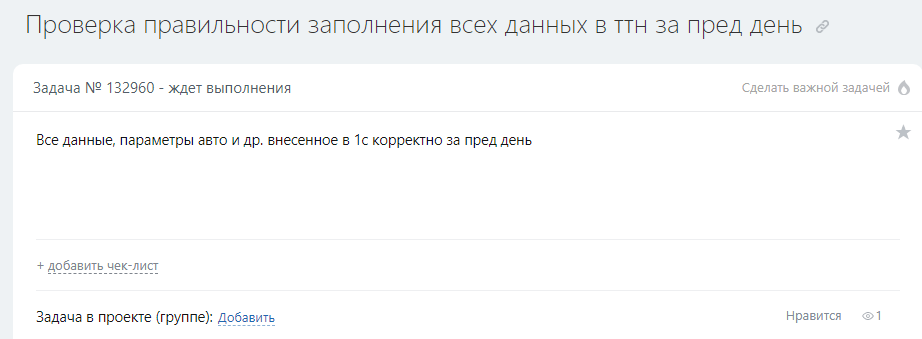 Проверка правильности заполнения всех данных в ттн за пред день
Задача № 132960 - ждет выполнения
Сделать важной задачей
Все данные, параметры авто и др. внесенное в 1с корректно за пред день
+ добавить чек-лист
Задача в проекте (группе): Добавить
Нравится 1